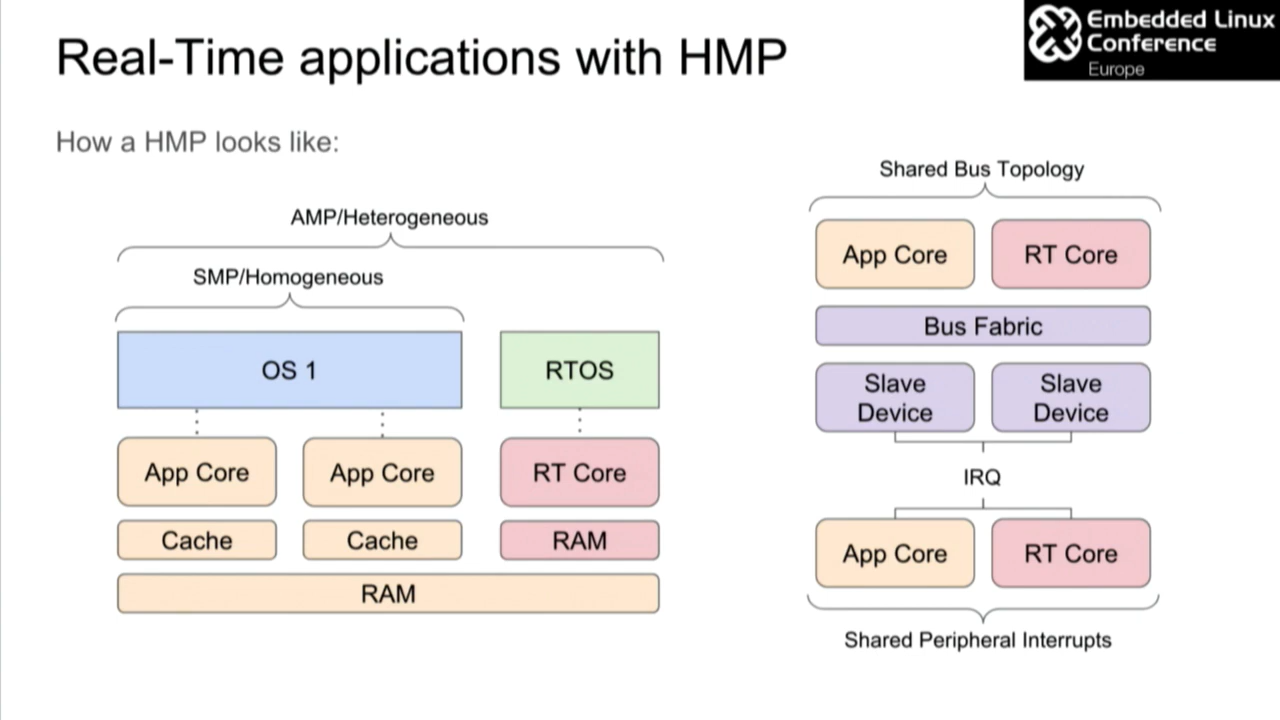 Real-Time applications with HMP
Embedded Linux
Conference
Europe
How a HMP looks like:
AMP/Heterogeneous
SMP/Homogeneous
OS 1
RTOS
App Core
App Core
RT Core
Cache
Cache
RAM
RAM
Shared Bus Topology
App Core
RT Core
Bus Fabric
Slave
Device
Slave
Device
IRQ
App Core
RT Core
Shared Peripheral Interrupts